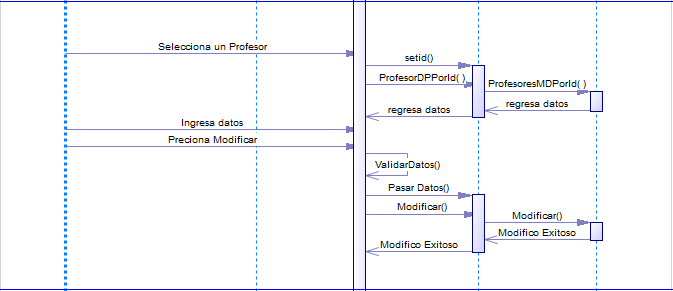 Selecciona un Profesor
setid()
ProfesorDPPorId( )
ProfesoresMDPorId( )
regresa datos
regresa datos
Ingresa datos
Preciona Modificar
ValidarDatos()
Pasar Datos()
Modificar()
Modificar()
Modifico Exitoso
Modifico Exitoso